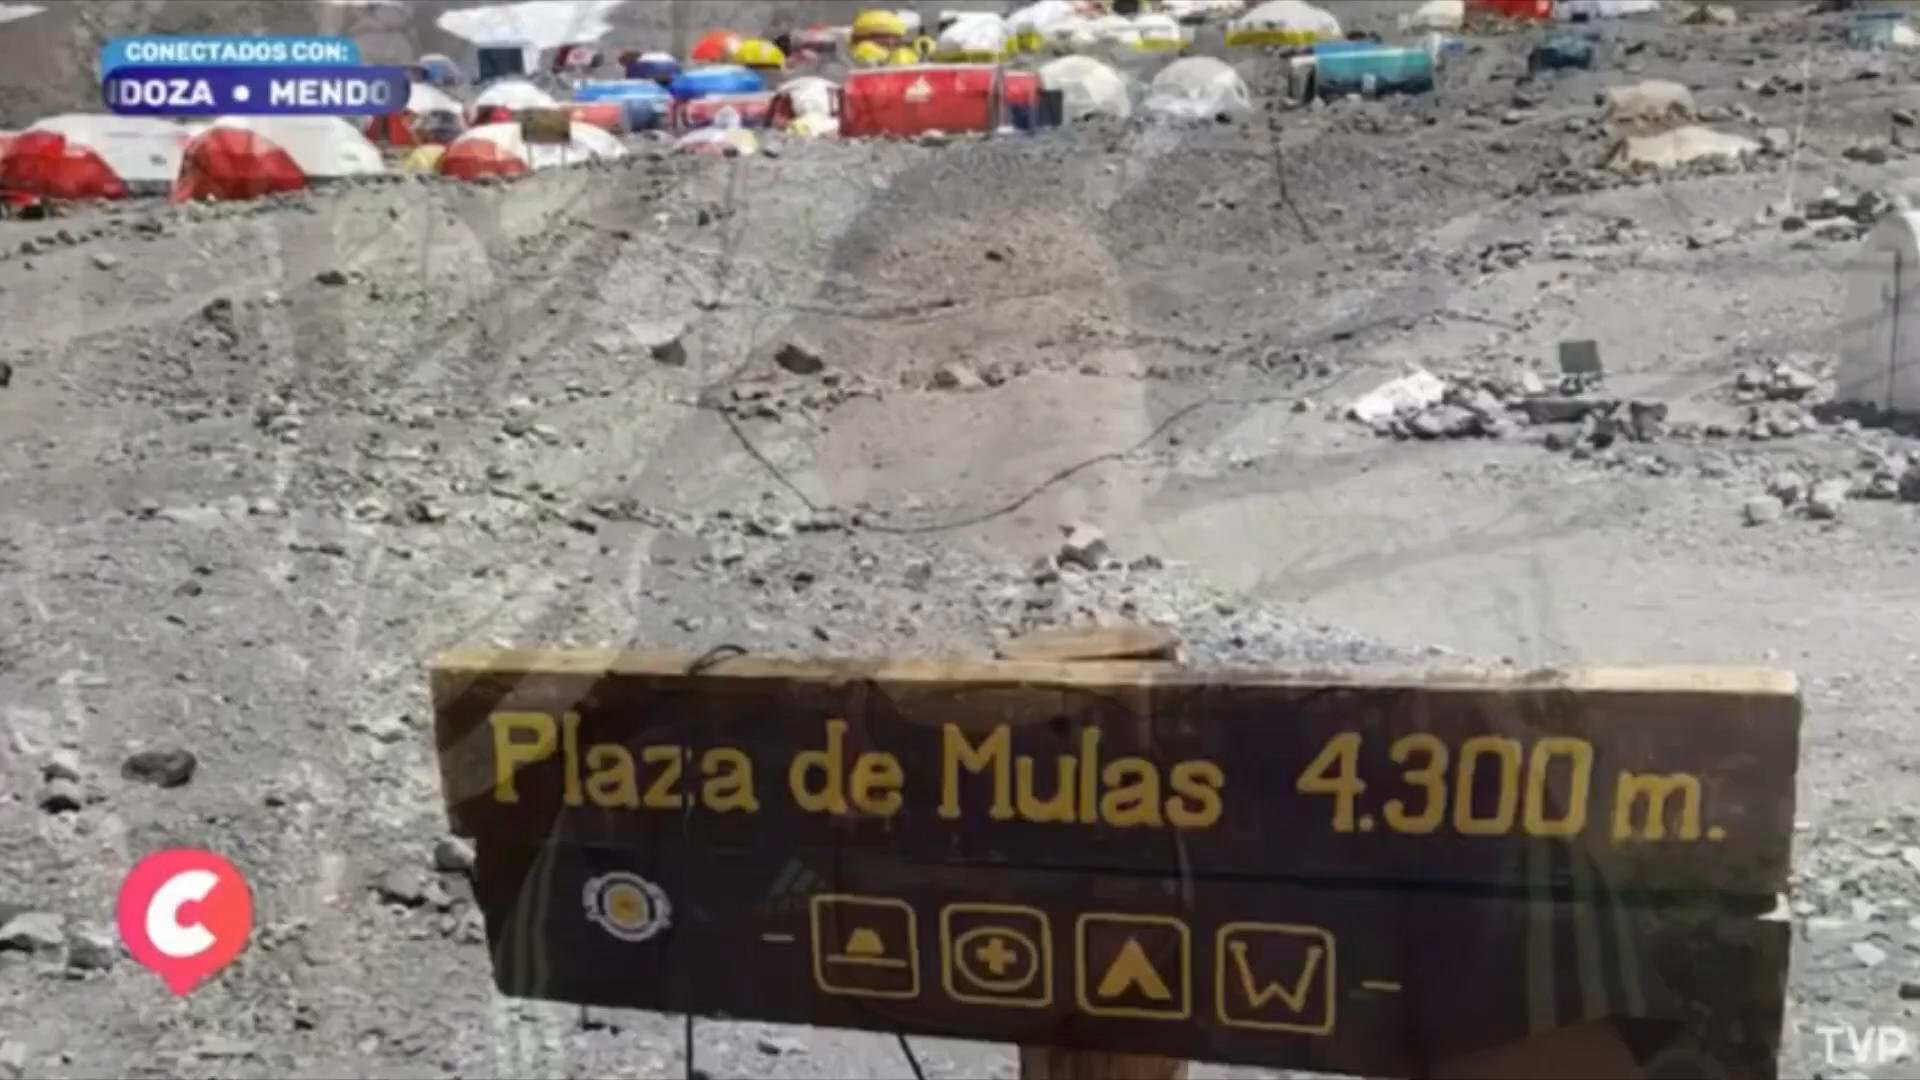 CONECTADOS CON:
DOZA • MENDO
Plaza de Mulas 4.300 m.
C
TVP